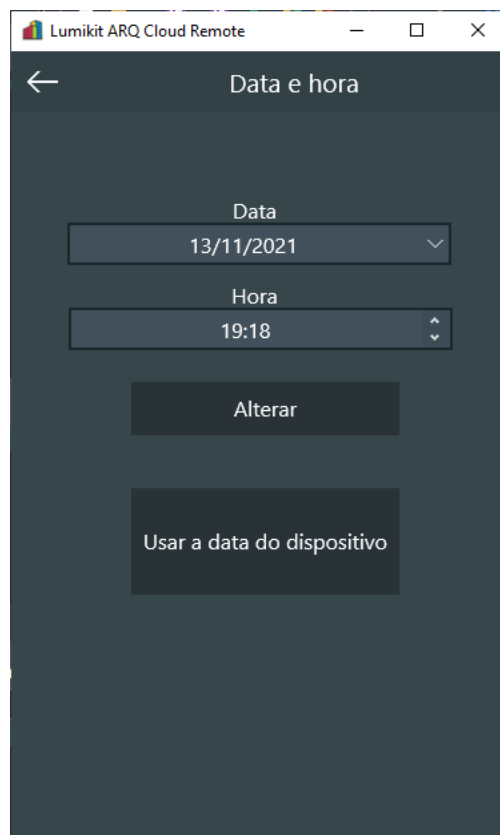 Lumikit ARQ Cloud Remote
Data e hora
Data
13/11/2021
Hora
19:18
Alterar
Usar a data do dispositivo